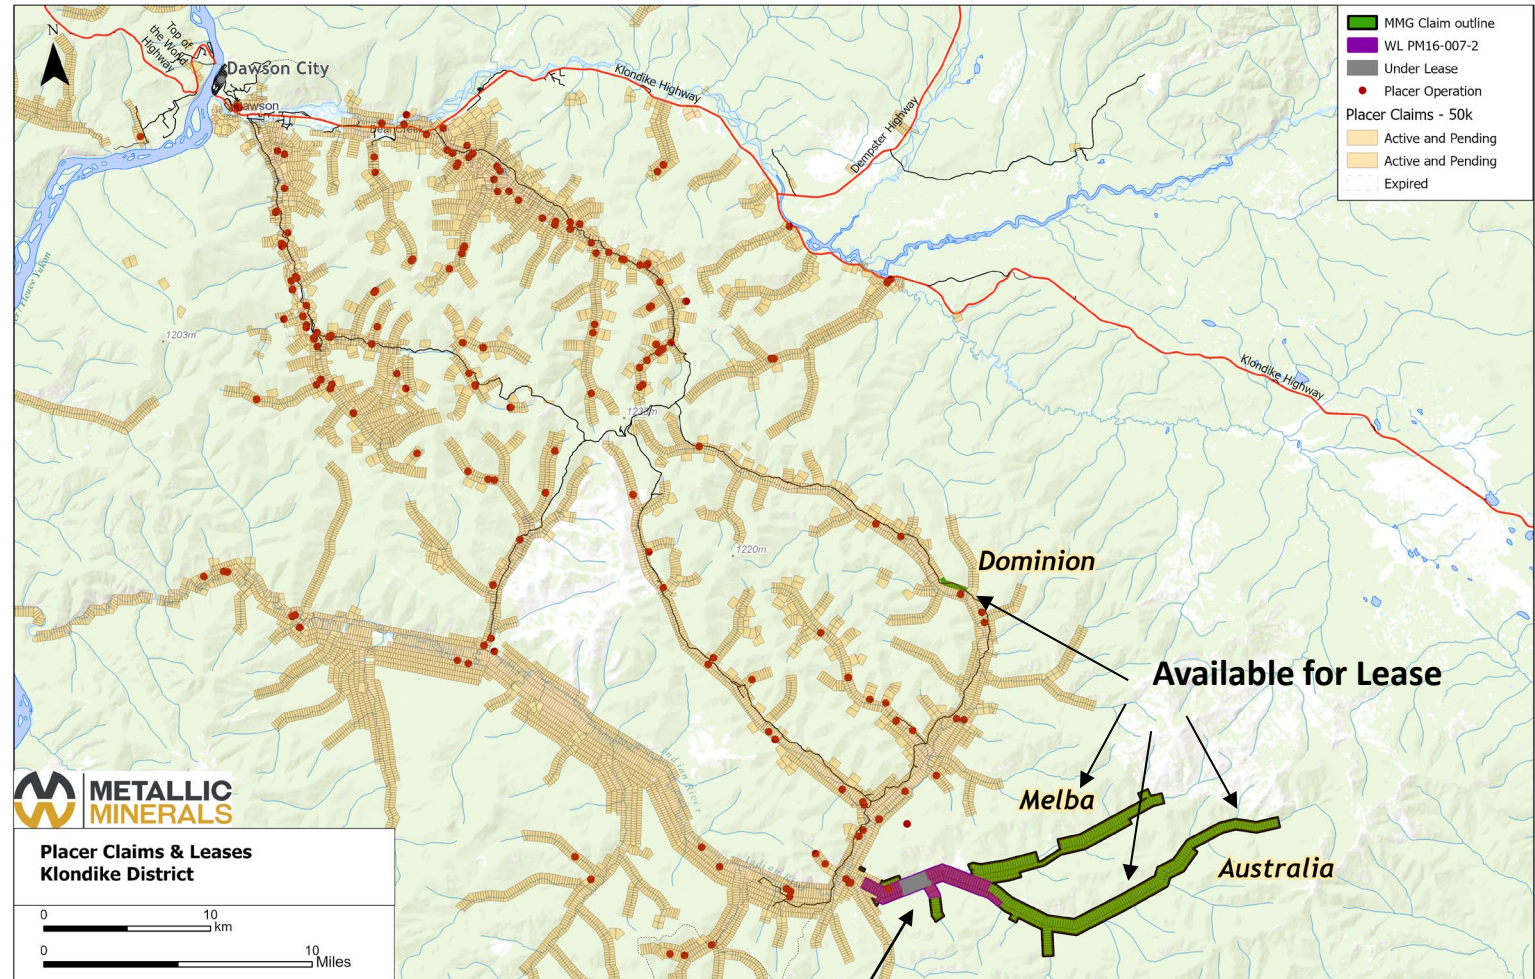 N
Top of
the World
Highway
Dawson City
Dawson
Klondike Highway
Dempster Highway
MMG Claim outline
WL PM16-007-2
Under Lease
Placer Operation
Placer Claims - 50k
Active and Pending
Active and Pending
Expired
1203m
Klondike Highway
1220m
Dominion
Available for Lease
Indian River
Melba
Australia
METALLIC
MINERALS
Placer Claims & Leases
Klondike District
0 10
km
0 10
Miles